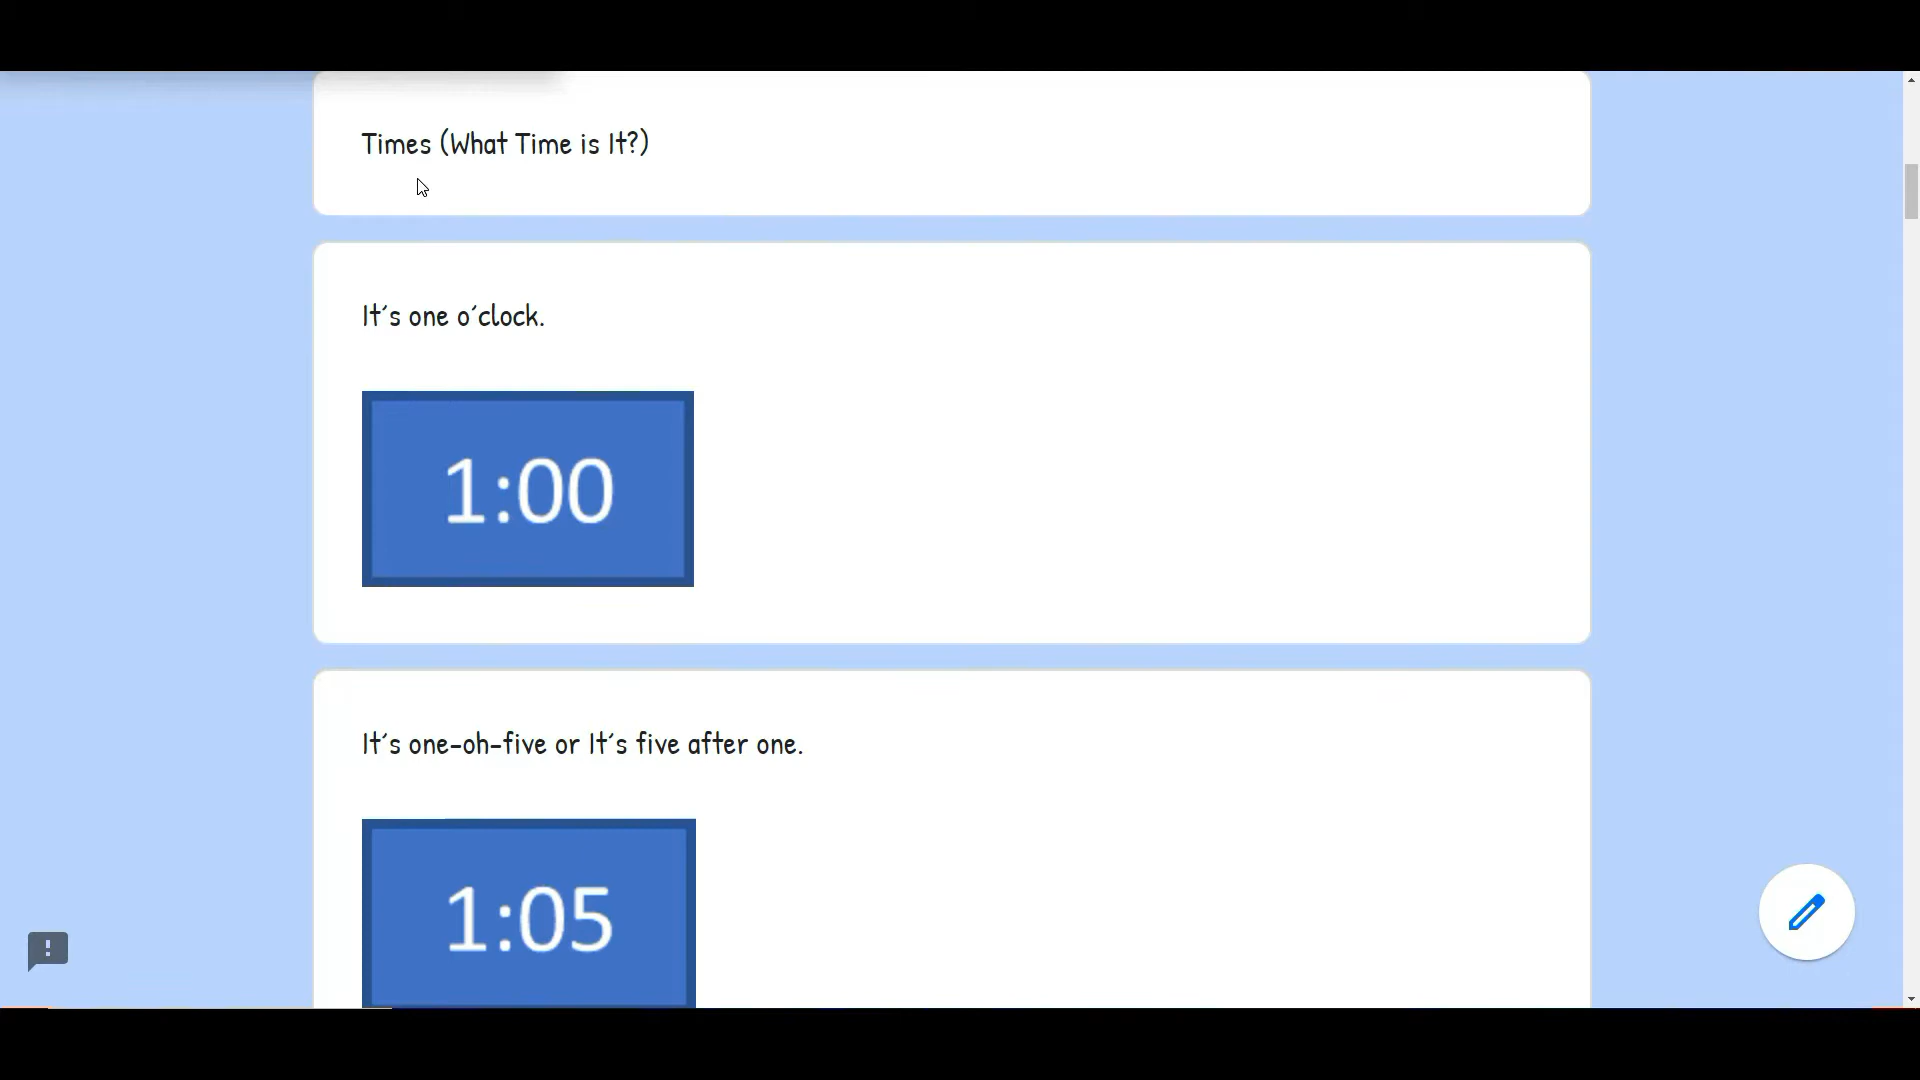 Times (What Time is It?)
It´s one o´clock.
1:00
It´s one-oh-five or It´s five after one.
1:05